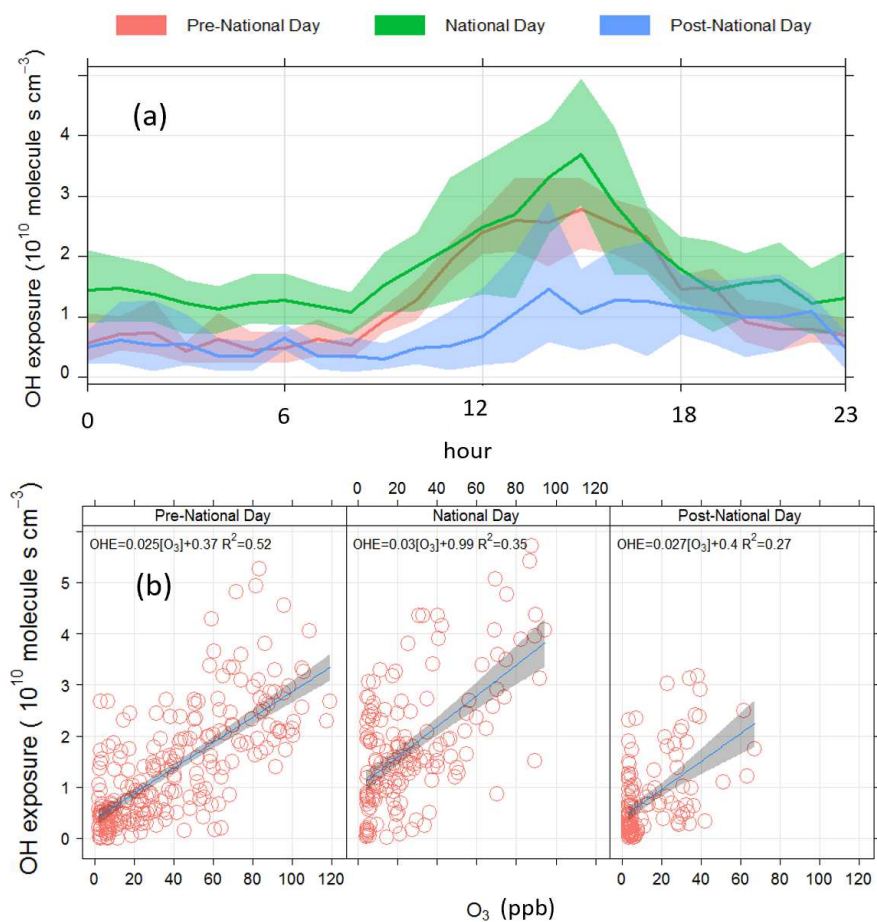 Pre-National Day National Day Post-National Day
OH exposure (10¹⁰ molecule s cm⁻³)
(a)
4
3
2
1
0
0 6 12 18 23
hour
0 20 40 60 80 100 120
Pre-National Day National Day Post-National Day
OHE=0.025[O₃]+0.37 R²=0.52 OHE=0.03[O₃]+0.99 R²=0.35 OHE=0.027[O₃]+0.4 R²=0.27
(b)
OH exposure ( 10¹⁰ molecule s cm⁻³)
5
4
3
2
1
0
0 20 40 60 80 100 120 0 20 40 60 80 100 120
O₃ (ppb)